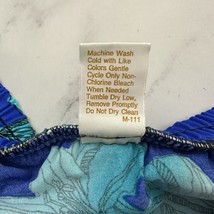 Machine Wash
Cold with Like
Colors Gentle
Cycle Only Non-
Chlorine Bleach
When Needed
Tumble Dry Low,
Remove Promptly
Do Not Dry Clean
M-111